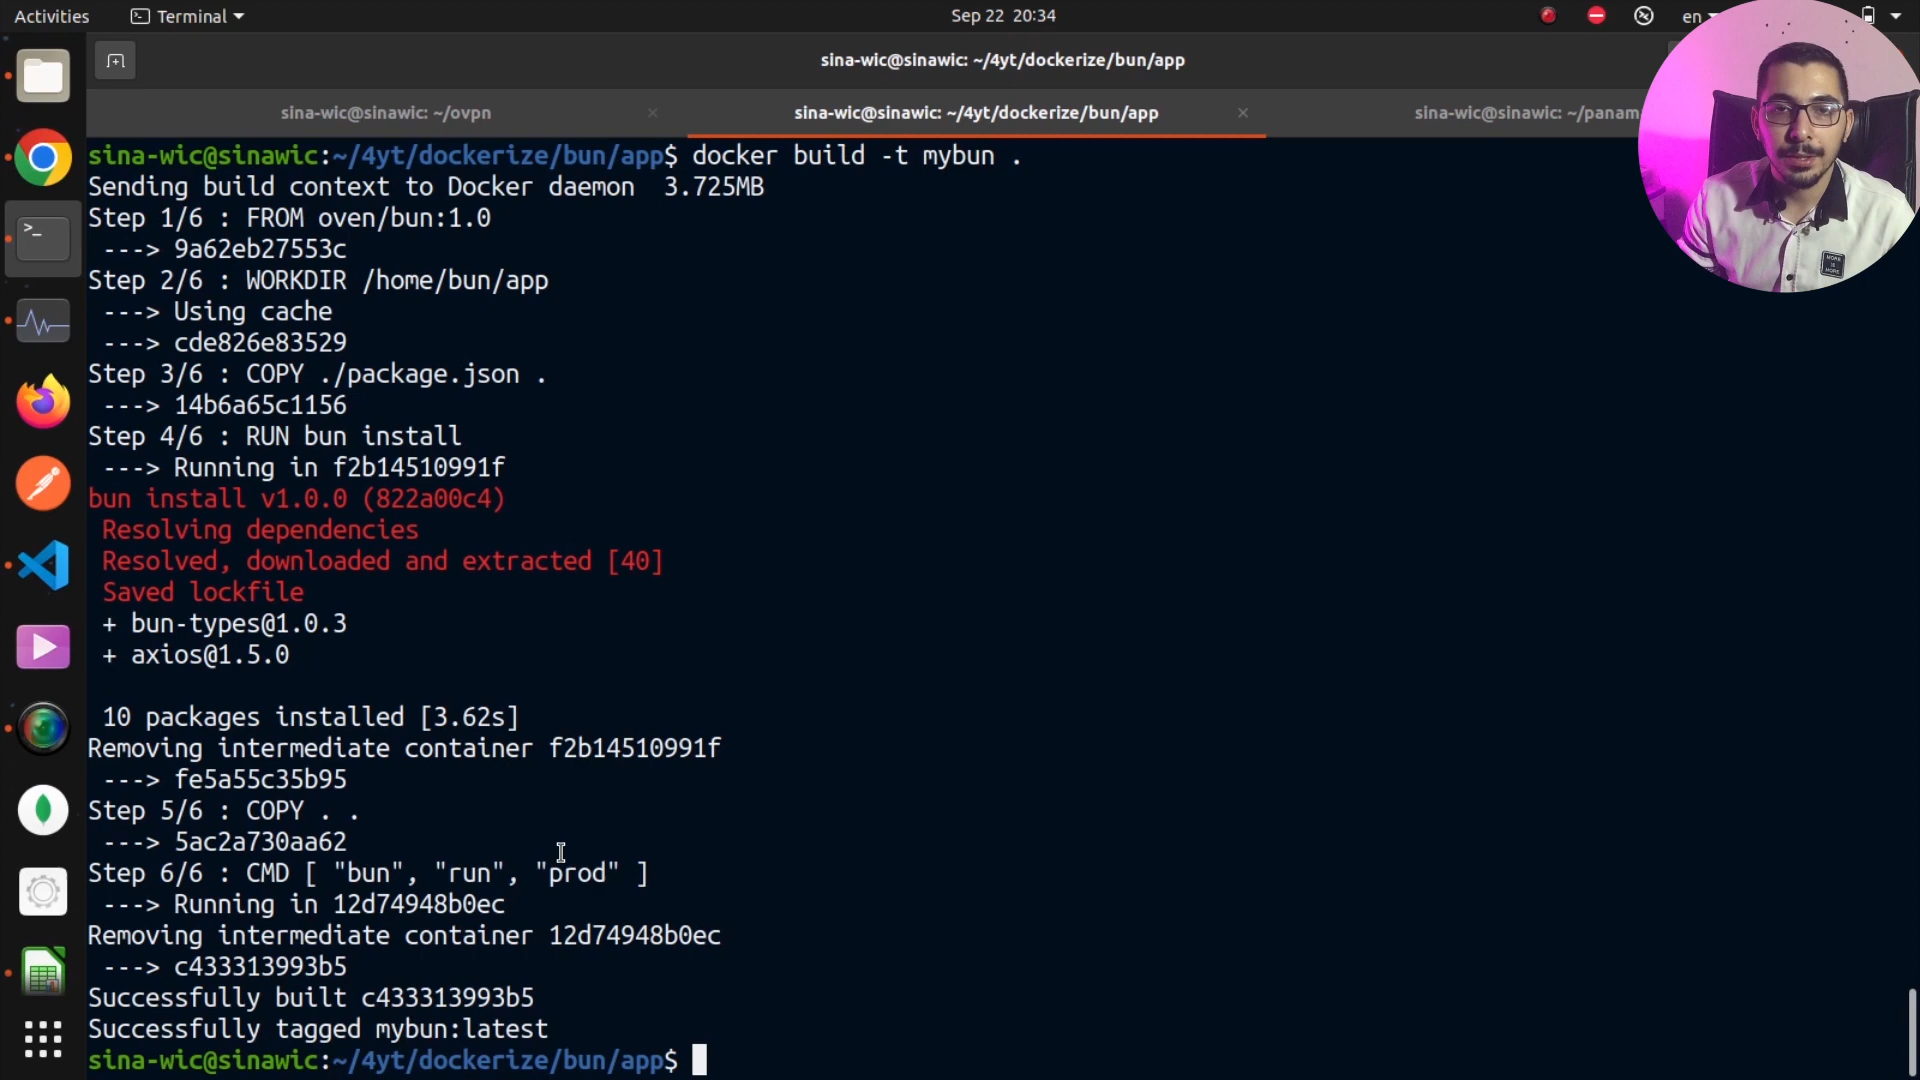 Activities
Terminal
Sep 22 20:34
en
sina-wic@sinawic: ~/4yt/dockerize/bun/app
sina-wic@sinawic: ~/ovpn
sina-wic@sinawic: ~/4yt/dockerize/bun/app
sina-wic@sinawic: ~/panam
sina-wic@sinawic:~/4yt/dockerize/bun/app$ docker build -t mybun .
Sending build context to Docker daemon  3.725MB
Step 1/6 : FROM oven/bun:1.0
 ---> 9a62eb27553c
Step 2/6 : WORKDIR /home/bun/app
 ---> Using cache
 ---> cde826e83529
Step 3/6 : COPY ./package.json .
 ---> 14b6a65c1156
Step 4/6 : RUN bun install
 ---> Running in f2b14510991f
bun install v1.0.0 (822a00c4)
 Resolving dependencies
 Resolved, downloaded and extracted [40]
 Saved lockfile
 + bun-types@1.0.3
 + axios@1.5.0
 10 packages installed [3.62s]
Removing intermediate container f2b14510991f
 ---> fe5a55c35b95
Step 5/6 : COPY . .
 ---> 5ac2a730aa62
Step 6/6 : CMD [ "bun", "run", "prod" ]
 ---> Running in 12d74948b0ec
Removing intermediate container 12d74948b0ec
 ---> c433313993b5
Successfully built c433313993b5
Successfully tagged mybun:latest
sina-wic@sinawic:~/4yt/dockerize/bun/app$